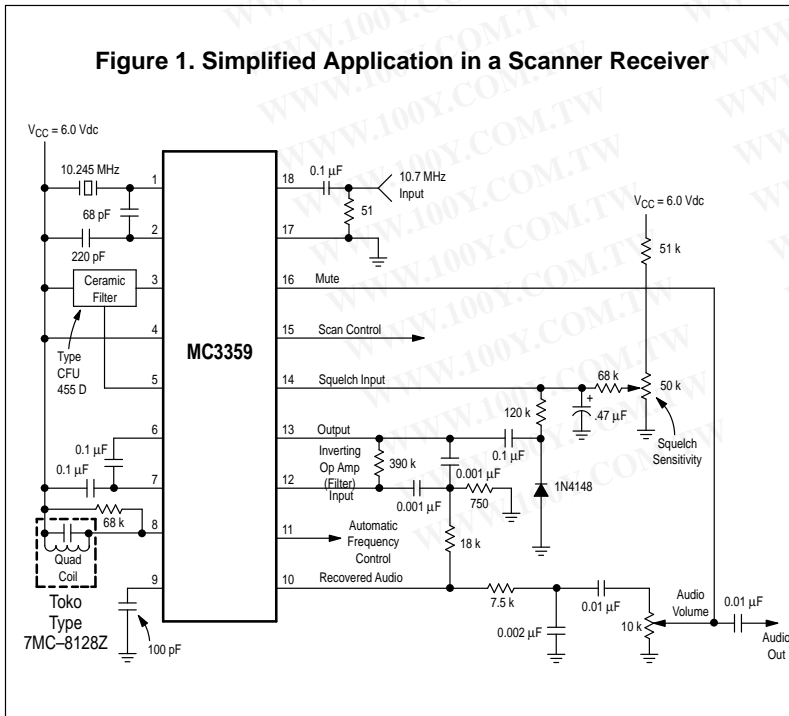 Figure 1. Simplified Application in a Scanner Receiver
WWW.100Y.COM.TW
VCC = 6.0 Vdc
10.245 MHz
68 pF
220 pF
Ceramic
Filter
Type
CFU
455 D
0.1 µF
0.1 µF
68 k
Quad
Coil
Toko
Type
7MC–8128Z
100 pF
1
2
3
4
5
6
7
8
9
MC3359
18
17
16
15
14
13
12
11
10
0.1 µF
10.7 MHz
Input
51
Mute
Scan Control
Squelch Input
Output
Inverting
Op Amp
(Filter)
Input
Automatic
Frequency
Control
Recovered Audio
VCC = 6.0 Vdc
51 k
68 k
50 k
+
.47 µF
Squelch
Sensitivity
120 k
0.1 µF
390 k
0.001 µF
0.001 µF
750
1N4148
18 k
7.5 k
0.01 µF
0.002 µF
10 k
Audio
Volume
0.01 µF
Audio
Out